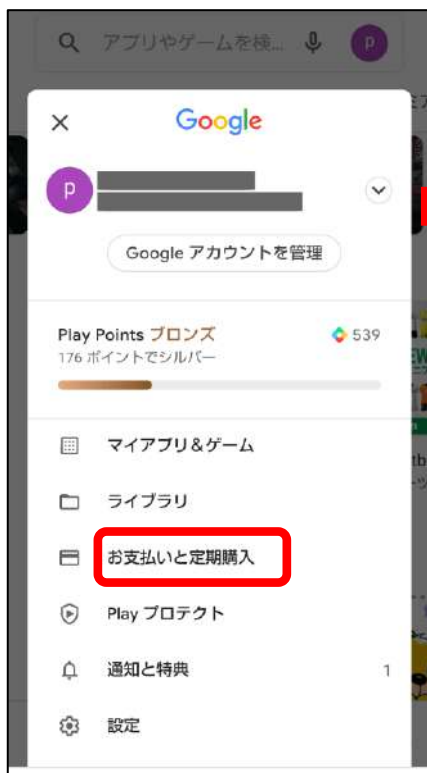 アプリやゲームを検...
p
Google
p
Google アカウントを管理
Play Points ブロンズ
539
176 ポイントでシルバー
マイアプリ&ゲーム
ライブラリ
お支払いと定期購入
Play プロテクト
通知と特典
1
設定